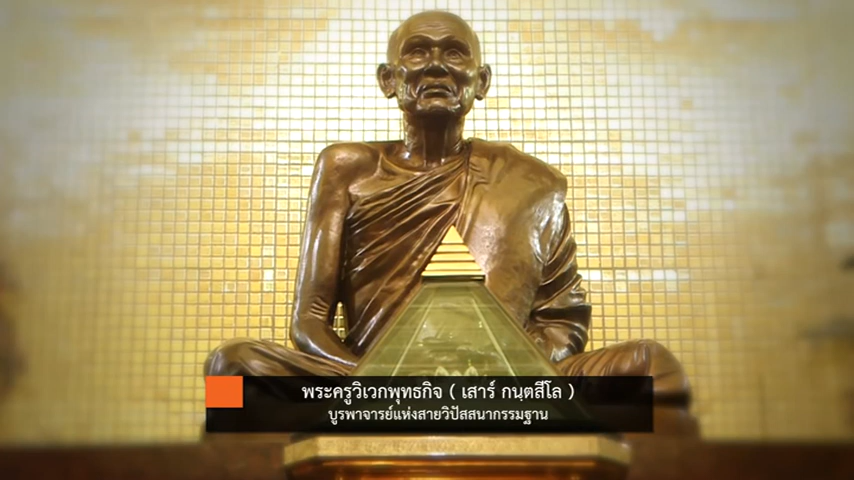 พระครูวิเวกพุทธกิจ ( เสาร์ กนฺตสีโล )
บูรพาจารย์แห่งสายวิปัสสนากรรมฐาน